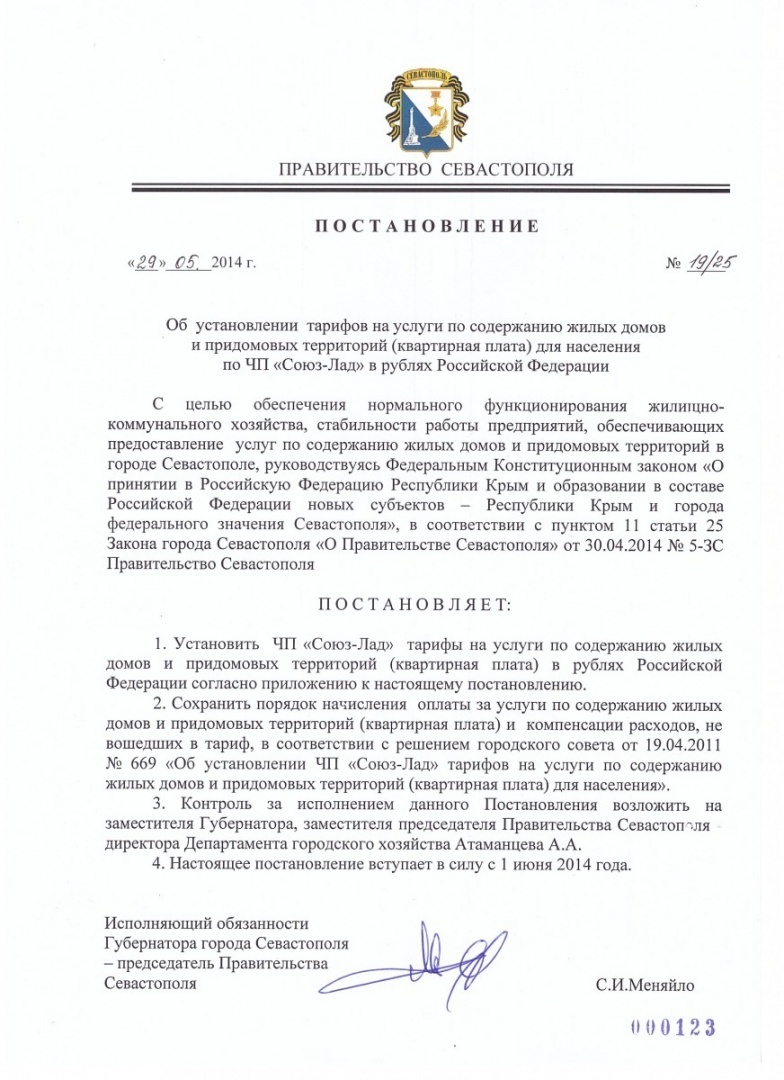 СЕВАСТОПОЛЬ
ПРАВИТЕЛЬСТВО СЕВАСТОПОЛЯ
ПОСТАНОВЛЕНИЕ
«29» 05. 2014 г. № 19/25
Об установлении тарифов на услуги по содержанию жилых домов
и придомовых территорий (квартирная плата) для населения
по ЧП «Союз-Лад» в рублях Российской Федерации
С целью обеспечения нормального функционирования жилищно-
коммунального хозяйства, стабильности работы предприятий, обеспечивающих
предоставление услуг по содержанию жилых домов и придомовых территорий в
городе Севастополе, руководствуясь Федеральным Конституционным законом «О
принятии в Российскую Федерацию Республики Крым и образовании в составе
Российской Федерации новых субъектов – Республики Крым и города
федерального значения Севастополя», в соответствии с пунктом 11 статьи 25
Закона города Севастополя «О Правительстве Севастополя» от 30.04.2014 № 5-ЗС
Правительство Севастополя
ПОСТАНОВЛЯЕТ:
1. Установить ЧП «Союз-Лад» тарифы на услуги по содержанию жилых
домов и придомовых территорий (квартирная плата) в рублях Российской
Федерации согласно приложению к настоящему постановлению.
2. Сохранить порядок начисления оплаты за услуги по содержанию жилых
домов и придомовых территорий (квартирная плата) и компенсации расходов, не
вошедших в тариф, в соответствии с решением городского совета от 19.04.2011
№ 669 «Об установлении ЧП «Союз-Лад» тарифов на услуги по содержанию
жилых домов и придомовых территорий (квартирная плата) для населения».
3. Контроль за исполнением данного Постановления возложить на
заместителя Губернатора, заместителя председателя Правительства Севастополя -
директора Департамента городского хозяйства Атаманцева А.А.
4. Настоящее постановление вступает в силу с 1 июня 2014 года.
Исполняющий обязанности
Губернатора города Севастополя
– председатель Правительства
Севастополя С.И.Меняйло
000123